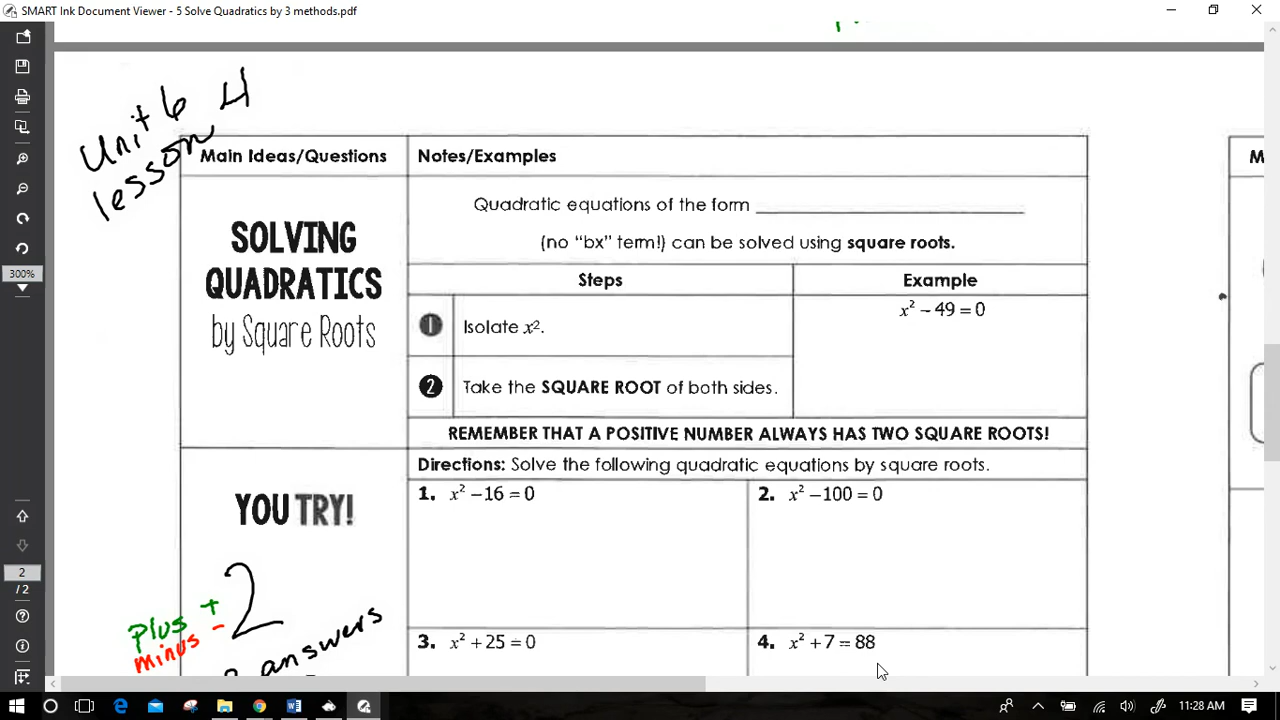 SMART Ink Document Viewer - 5 Solve Quadratics by 3 methods.pdf
Unit 6 4
lesson
Main Ideas/Questions
Notes/Examples
M
SOLVING
QUADRATICS
by Square Roots
Quadratic equations of the form ____________________
(no "bx" term!) can be solved using square roots.
Steps
Example
1 Isolate x².
x² − 49 = 0
2 Take the SQUARE ROOT of both sides.
REMEMBER THAT A POSITIVE NUMBER ALWAYS HAS TWO SQUARE ROOTS!
YOU TRY!
Directions: Solve the following quadratic equations by square roots.
1. x² −16 = 0
2. x² −100 = 0
3. x² + 25 = 0
4. x² + 7 = 88
plus +
minus -
2
answers
300%
2
/ 2
11:28 AM